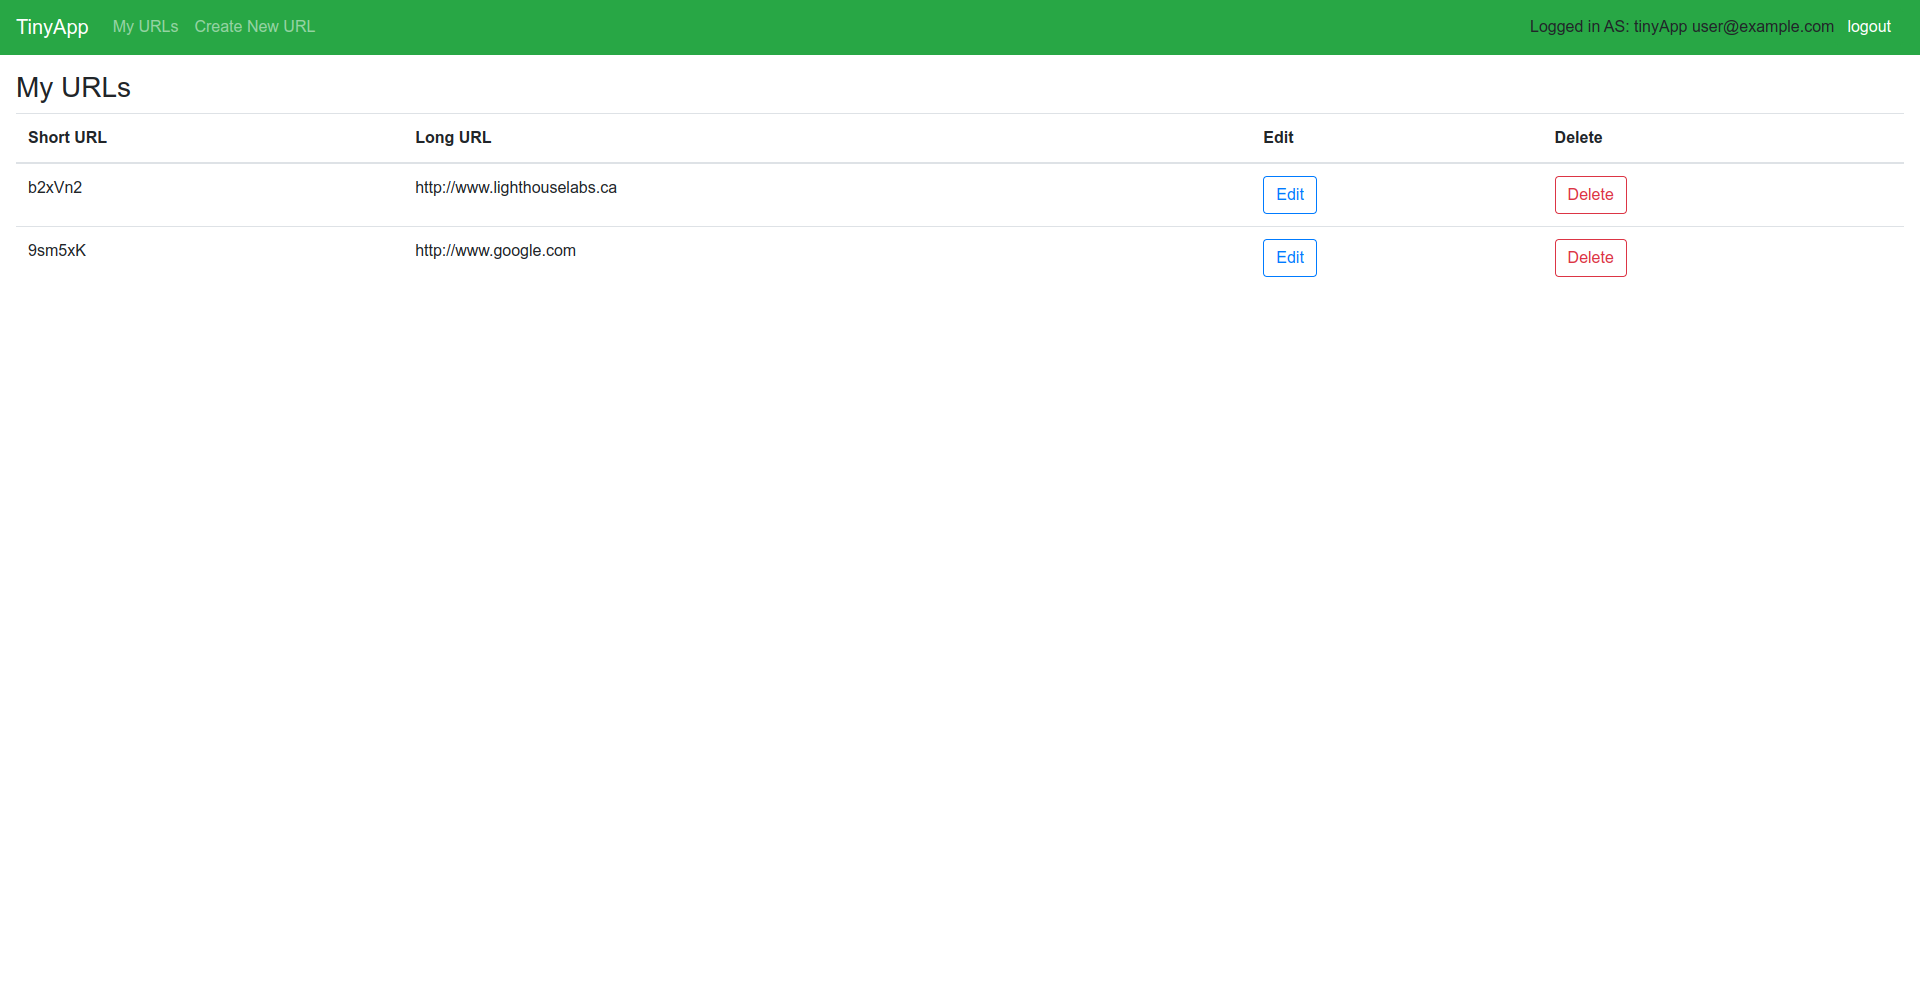 TinyApp My URLs Create New URL Logged in AS: tinyApp user@example.com logout
My URLs
Short URL Long URL Edit Delete
b2xVn2 http://www.lighthouselabs.ca Edit Delete
9sm5xK http://www.google.com Edit Delete